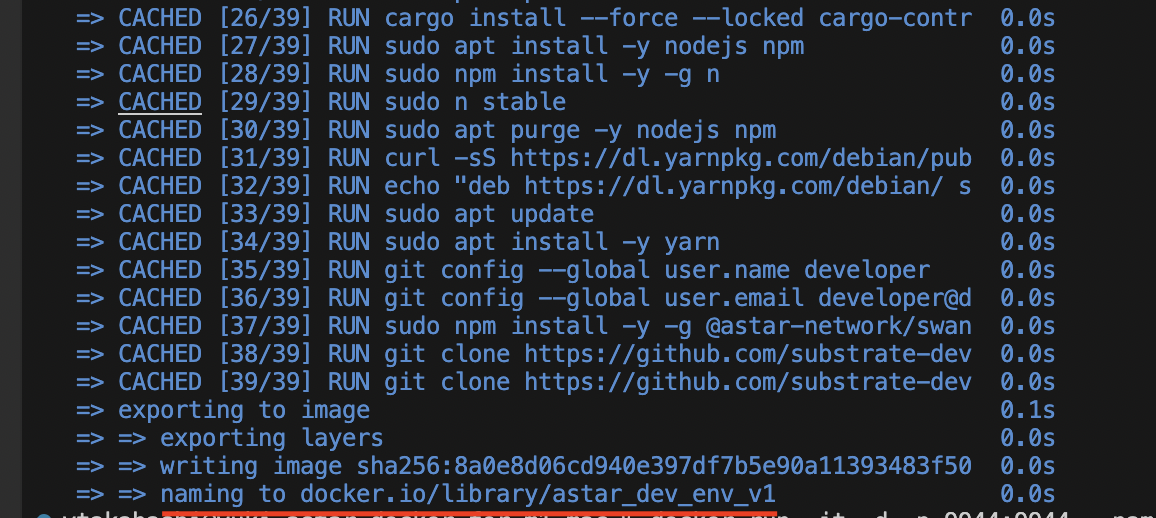 => CACHED [26/39] RUN cargo install --force --locked cargo-contr 0.0s
=> CACHED [27/39] RUN sudo apt install -y nodejs npm 0.0s
=> CACHED [28/39] RUN sudo npm install -y -g n 0.0s
=> CACHED [29/39] RUN sudo n stable 0.0s
=> CACHED [30/39] RUN sudo apt purge -y nodejs npm 0.0s
=> CACHED [31/39] RUN curl -sS https://dl.yarnpkg.com/debian/pub 0.0s
=> CACHED [32/39] RUN echo "deb https://dl.yarnpkg.com/debian/ s 0.0s
=> CACHED [33/39] RUN sudo apt update 0.0s
=> CACHED [34/39] RUN sudo apt install -y yarn 0.0s
=> CACHED [35/39] RUN git config --global user.name developer 0.0s
=> CACHED [36/39] RUN git config --global user.email developer@d 0.0s
=> CACHED [37/39] RUN sudo npm install -y -g @astar-network/swan 0.0s
=> CACHED [38/39] RUN git clone https://github.com/substrate-dev 0.0s
=> CACHED [39/39] RUN git clone https://github.com/substrate-dev 0.0s
=> exporting to image 0.1s
=> => exporting layers 0.0s
=> => writing image sha256:8a0e8d06cd940e397df7b5e90a11393483f50 0.0s
=> => naming to docker.io/library/astar_dev_env_v1 0.0s